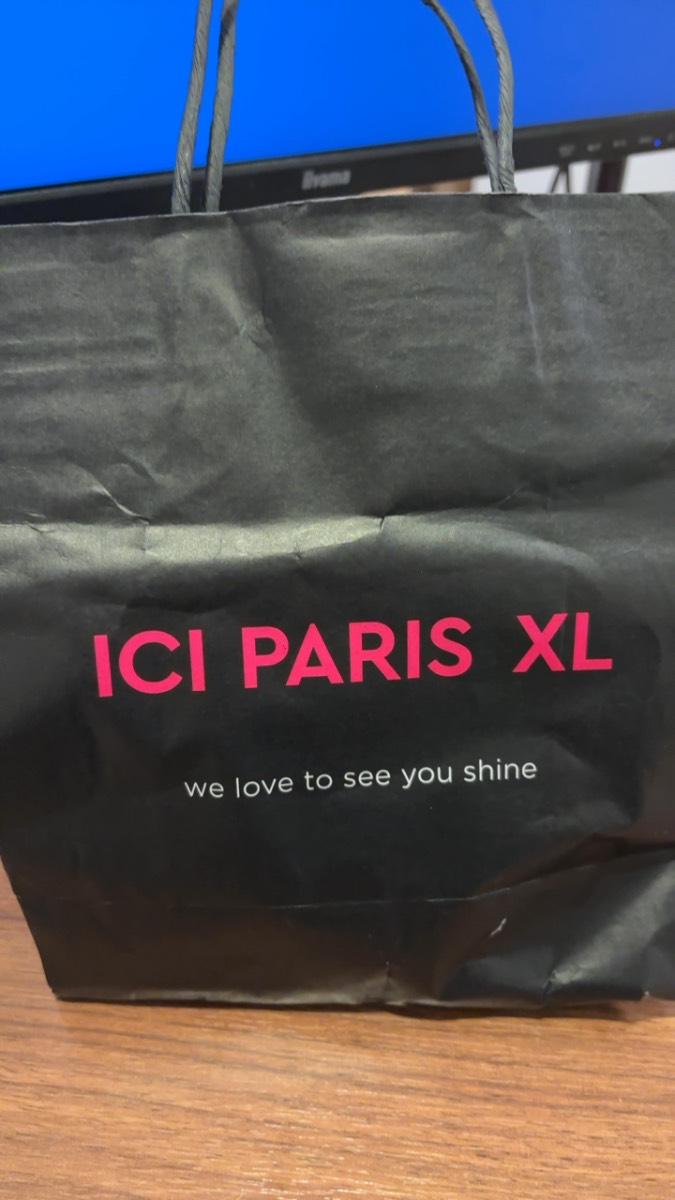 iiyama
ICI PARIS XL
we love to see you shine